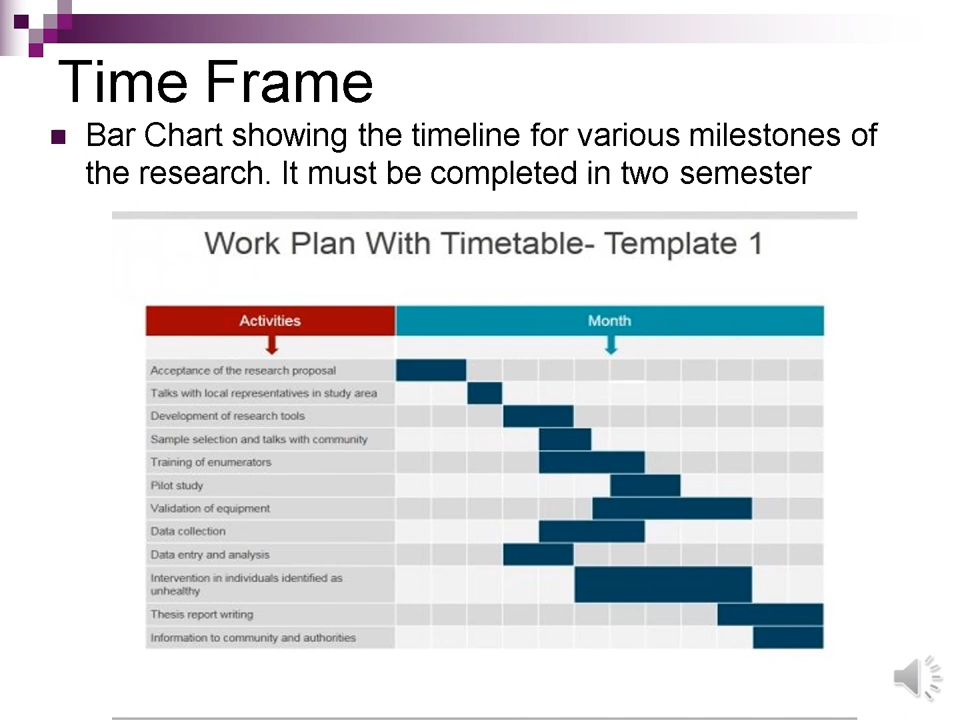 Time Frame
Bar Chart showing the timeline for various milestones of
the research. It must be completed in two semester
Work Plan With Timetable- Template 1
Activities
Month
Acceptance of the research proposal
Talks with local representatives in study area
Development of research tools
Sample selection and talks with community
Training of enumerators
Pilot study
Validation of equipment
Data collection
Data entry and analysis
Intervention in individuals identified as
unhealthy
Thesis report writing
Information to community and authorities